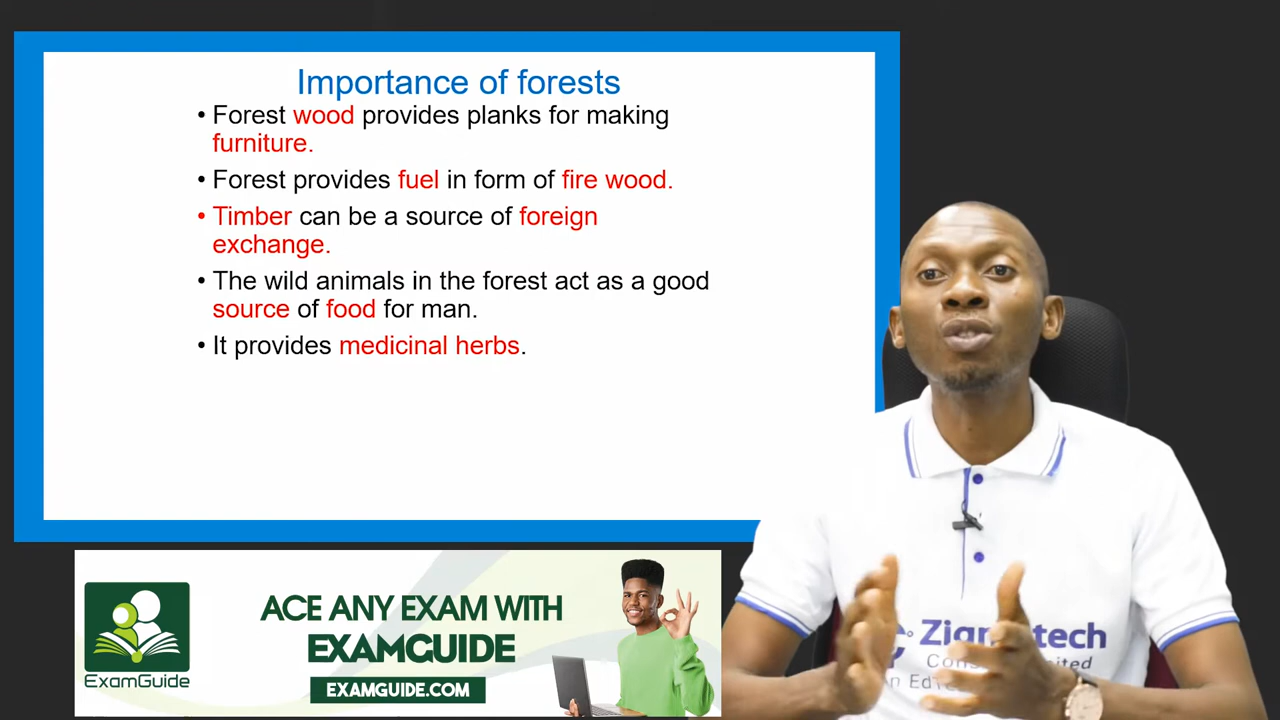 Importance of forests
• Forest wood provides planks for making
furniture.
• Forest provides fuel in form of fire wood.
• Timber can be a source of foreign
exchange.
• The wild animals in the forest act as a good
source of food for man.
• It provides medicinal herbs.
ACE ANY EXAM WITH
EXAMGUIDE
EXAMGUIDE.COM
ExamGuide